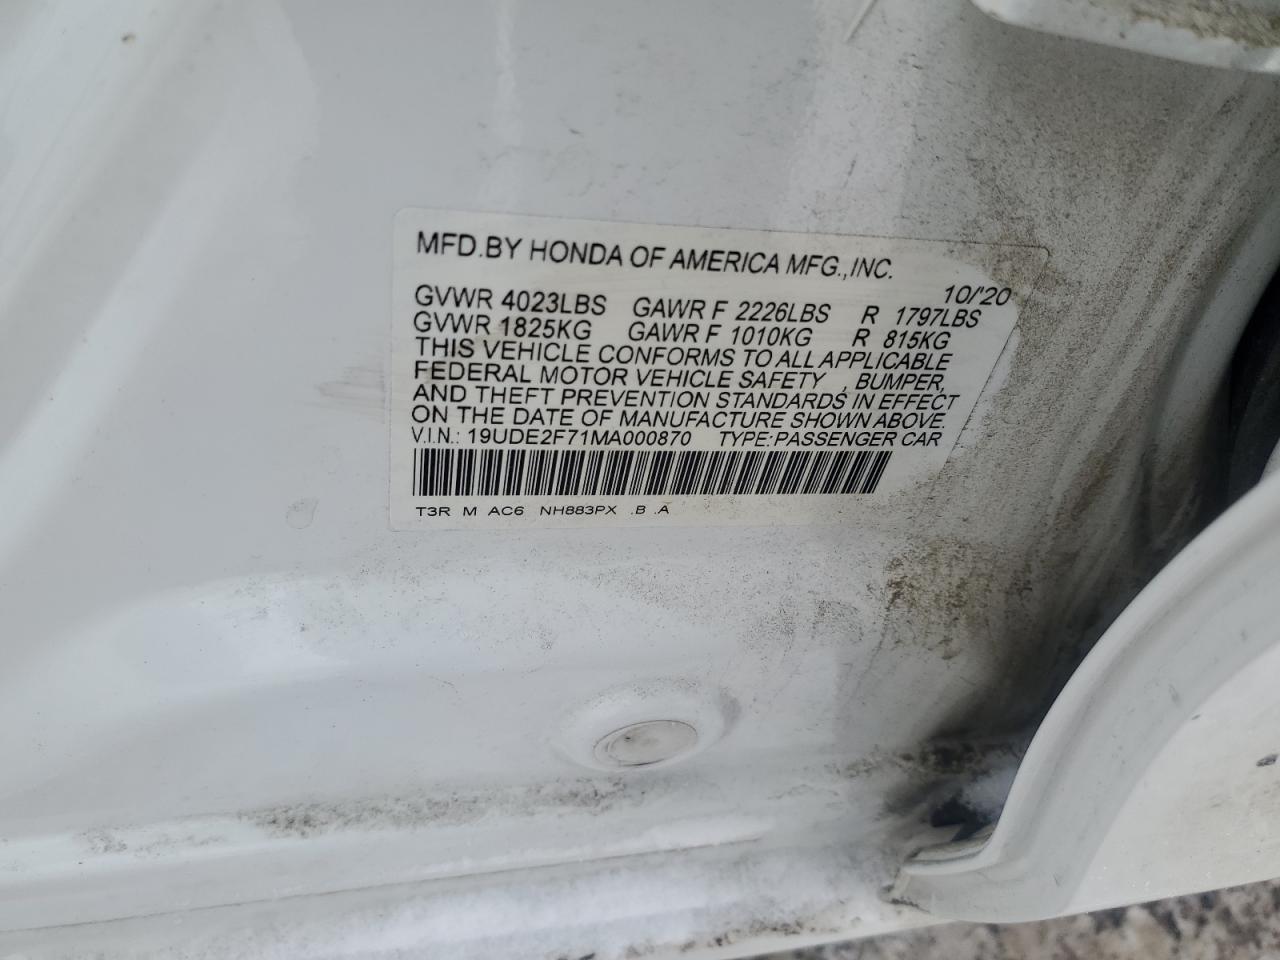 MFD.BY HONDA OF AMERICA MFG.,INC.
10/'20
GVWR 4023LBS GAWR F 2226LBS R 1797LBS
GVWR 1825KG GAWR F 1010KG R 815KG
THIS VEHICLE CONFORMS TO ALL APPLICABLE
FEDERAL MOTOR VEHICLE SAFETY , BUMPER,
AND THEFT PREVENTION STANDARDS IN EFFECT
ON THE DATE OF MANUFACTURE SHOWN ABOVE.
V.I.N.: 19UDE2F71MA000870 TYPE:PASSENGER CAR
T3R M AC6 NH883PX .B .A